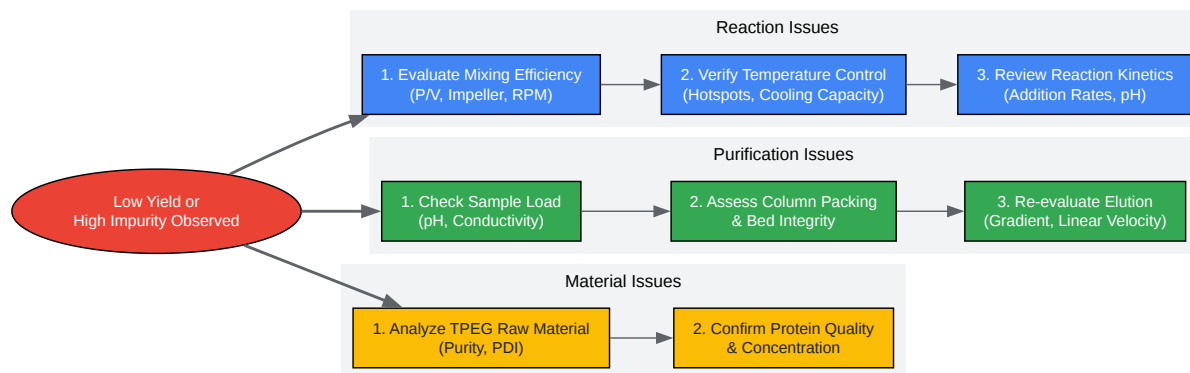 Reaction Issues
1. Evaluate Mixing Efficiency
(P/V, Impeller, RPM)
2. Verify Temperature Control
(Hotspots, Cooling Capacity)
3. Review Reaction Kinetics
(Addition Rates, pH)
Low Yield or
High Impurity Observed
Purification Issues
1. Check Sample Load
(pH, Conductivity)
2. Assess Column Packing
& Bed Integrity
3. Re-evaluate Elution
(Gradient, Linear Velocity)
Material Issues
1. Analyze TPEG Raw Material
(Purity, PDI)
2. Confirm Protein Quality
& Concentration